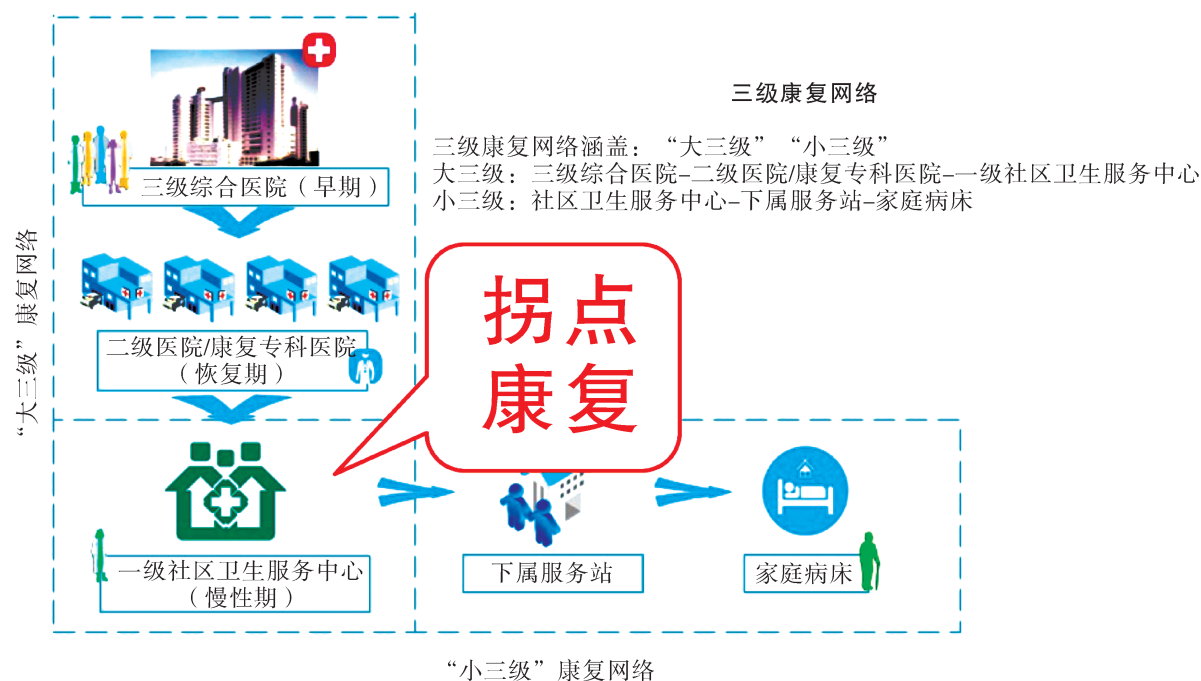 三级康复网络
三级康复网络涵盖：“大三级”“小三级”
大三级：三级综合医院–二级医院/康复专科医院–一级社区卫生服务中心
小三级：社区卫生服务中心–下属服务站–家庭病床
三级综合医院（早期）
“大三级”康复网络
二级医院/康复专科医院
（恢复期）
拐点
康复
一级社区卫生服务中心
（慢性期）
下属服务站
家庭病床
“小三级”康复网络